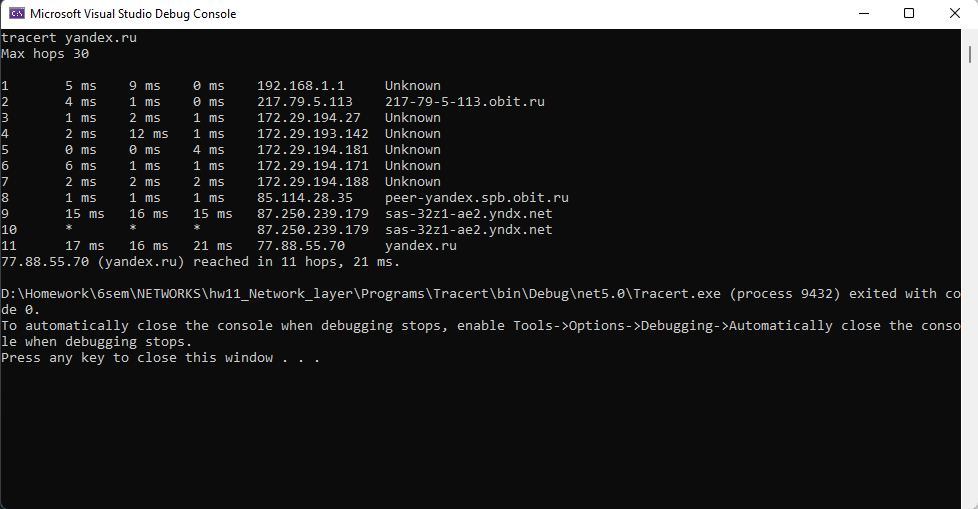 Microsoft Visual Studio Debug Console
tracert yandex.ru
Max hops 30
1 5 ms 9 ms 0 ms 192.168.1.1 Unknown
2 4 ms 1 ms 0 ms 217.79.5.113 217-79-5-113.obit.ru
3 1 ms 2 ms 1 ms 172.29.194.27 Unknown
4 2 ms 12 ms 1 ms 172.29.193.142 Unknown
5 0 ms 0 ms 4 ms 172.29.194.181 Unknown
6 6 ms 1 ms 1 ms 172.29.194.171 Unknown
7 2 ms 2 ms 2 ms 172.29.194.188 Unknown
8 1 ms 1 ms 1 ms 85.114.28.35 peer-yandex.spb.obit.ru
9 15 ms 16 ms 15 ms 87.250.239.179 sas-32z1-ae2.yndx.net
10 * * * 87.250.239.179 sas-32z1-ae2.yndx.net
11 17 ms 16 ms 21 ms 77.88.55.70 yandex.ru
77.88.55.70 (yandex.ru) reached in 11 hops, 21 ms.
D:\Homework\6sem\NETWORKS\hw11_Network_layer\Programs\Tracert\bin\Debug\net5.0\Tracert.exe (process 9432) exited with co
de 0.
To automatically close the console when debugging stops, enable Tools->Options->Debugging->Automatically close the conso
le when debugging stops.
Press any key to close this window . . .